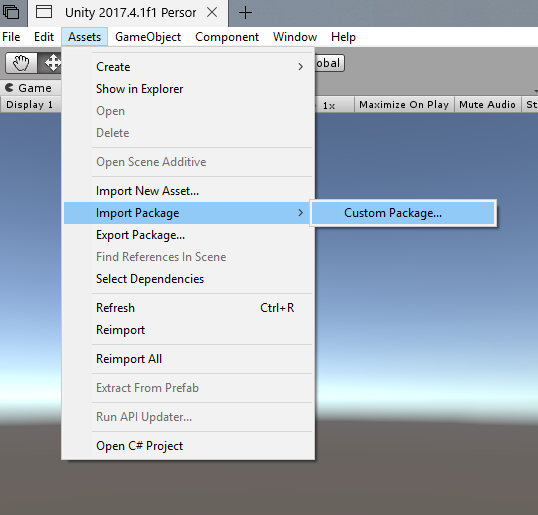 Unity 2017.4.1f1 Person
File Edit Assets GameObject Component Window Help
obal
Game
Display 1 1x Maximize On Play Mute Audio St
Create
Show in Explorer
Open
Delete
Open Scene Additive
Import New Asset...
Import Package Custom Package...
Export Package...
Find References In Scene
Select Dependencies
Refresh Ctrl+R
Reimport
Reimport All
Extract From Prefab
Run API Updater...
Open C# Project